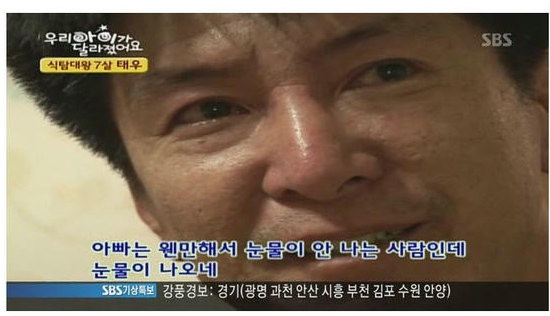 우리아이가
달라졌어요
식탐대왕 7살 태우
SBS
아빠는 웬만해서 눈물이 안 나는 사람인데
눈물이 나오네
SBS기상특보 강풍경보: 경기(광명 과천 안산 시흥 부천 김포 수원 안양)